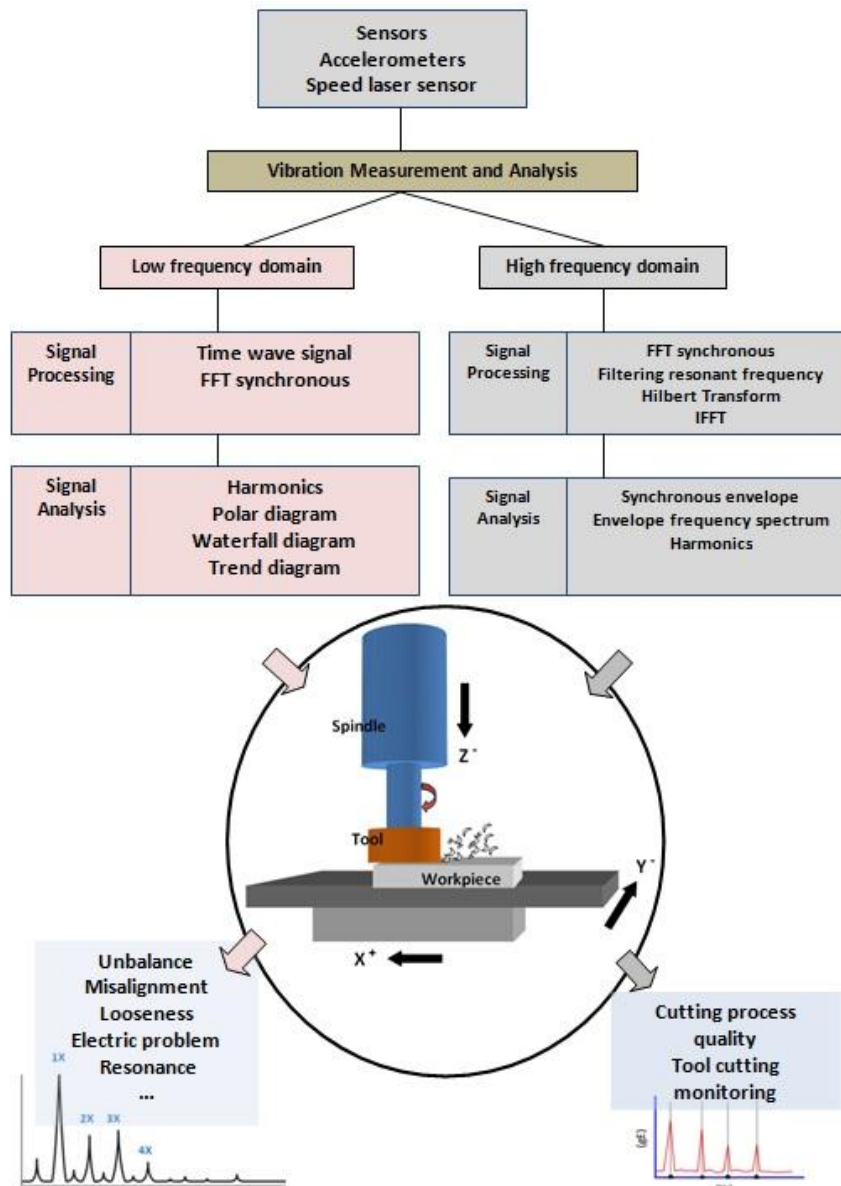 Sensors
Accelerometers
Speed laser sensor
Vibration Measurement and Analysis
Low frequency domain
High frequency domain
Signal
Processing
Time wave signal
FFT synchronous
Signal
Processing
FFT synchronous
Filtering resonant frequency
Hilbert Transform
IFFT
Signal
Analysis
Harmonics
Polar diagram
Waterfall diagram
Trend diagram
Signal
Analysis
Synchronous envelope
Envelope frequency spectrum
Harmonics
Spindle
Z -
Tool
Workpiece
Y -
X +
Unbalance
Misalignment
Looseness
Electric problem
Resonance
...
1X
2X
3X
4X
Cutting process
quality
Tool cutting
monitoring
(gE)